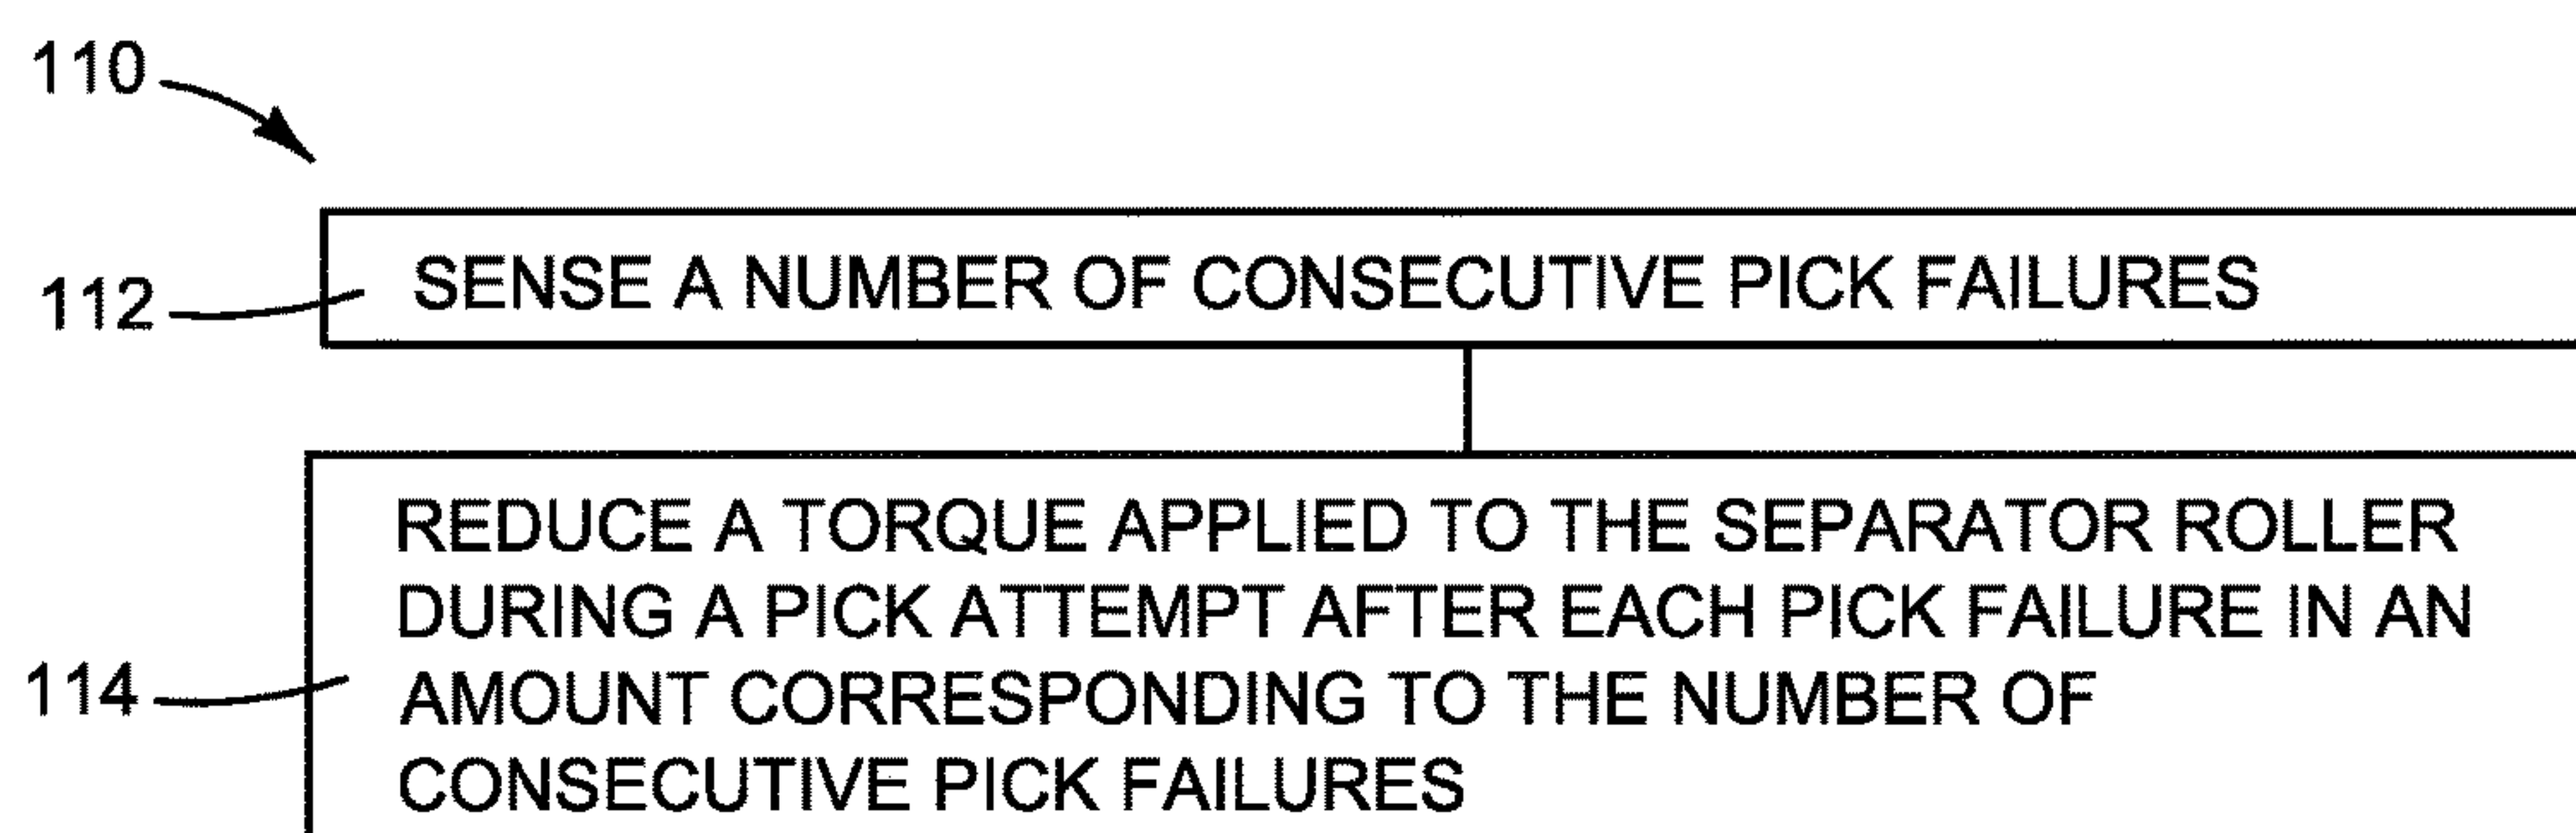 110
112
SENSE A NUMBER OF CONSECUTIVE PICK FAILURES
REDUCE A TORQUE APPLIED TO THE SEPARATOR ROLLER
DURING A PICK ATTEMPT AFTER EACH PICK FAILURE IN AN
114
AMOUNT CORRESPONDING TO THE NUMBER OF
CONSECUTIVE PICK FAILURES